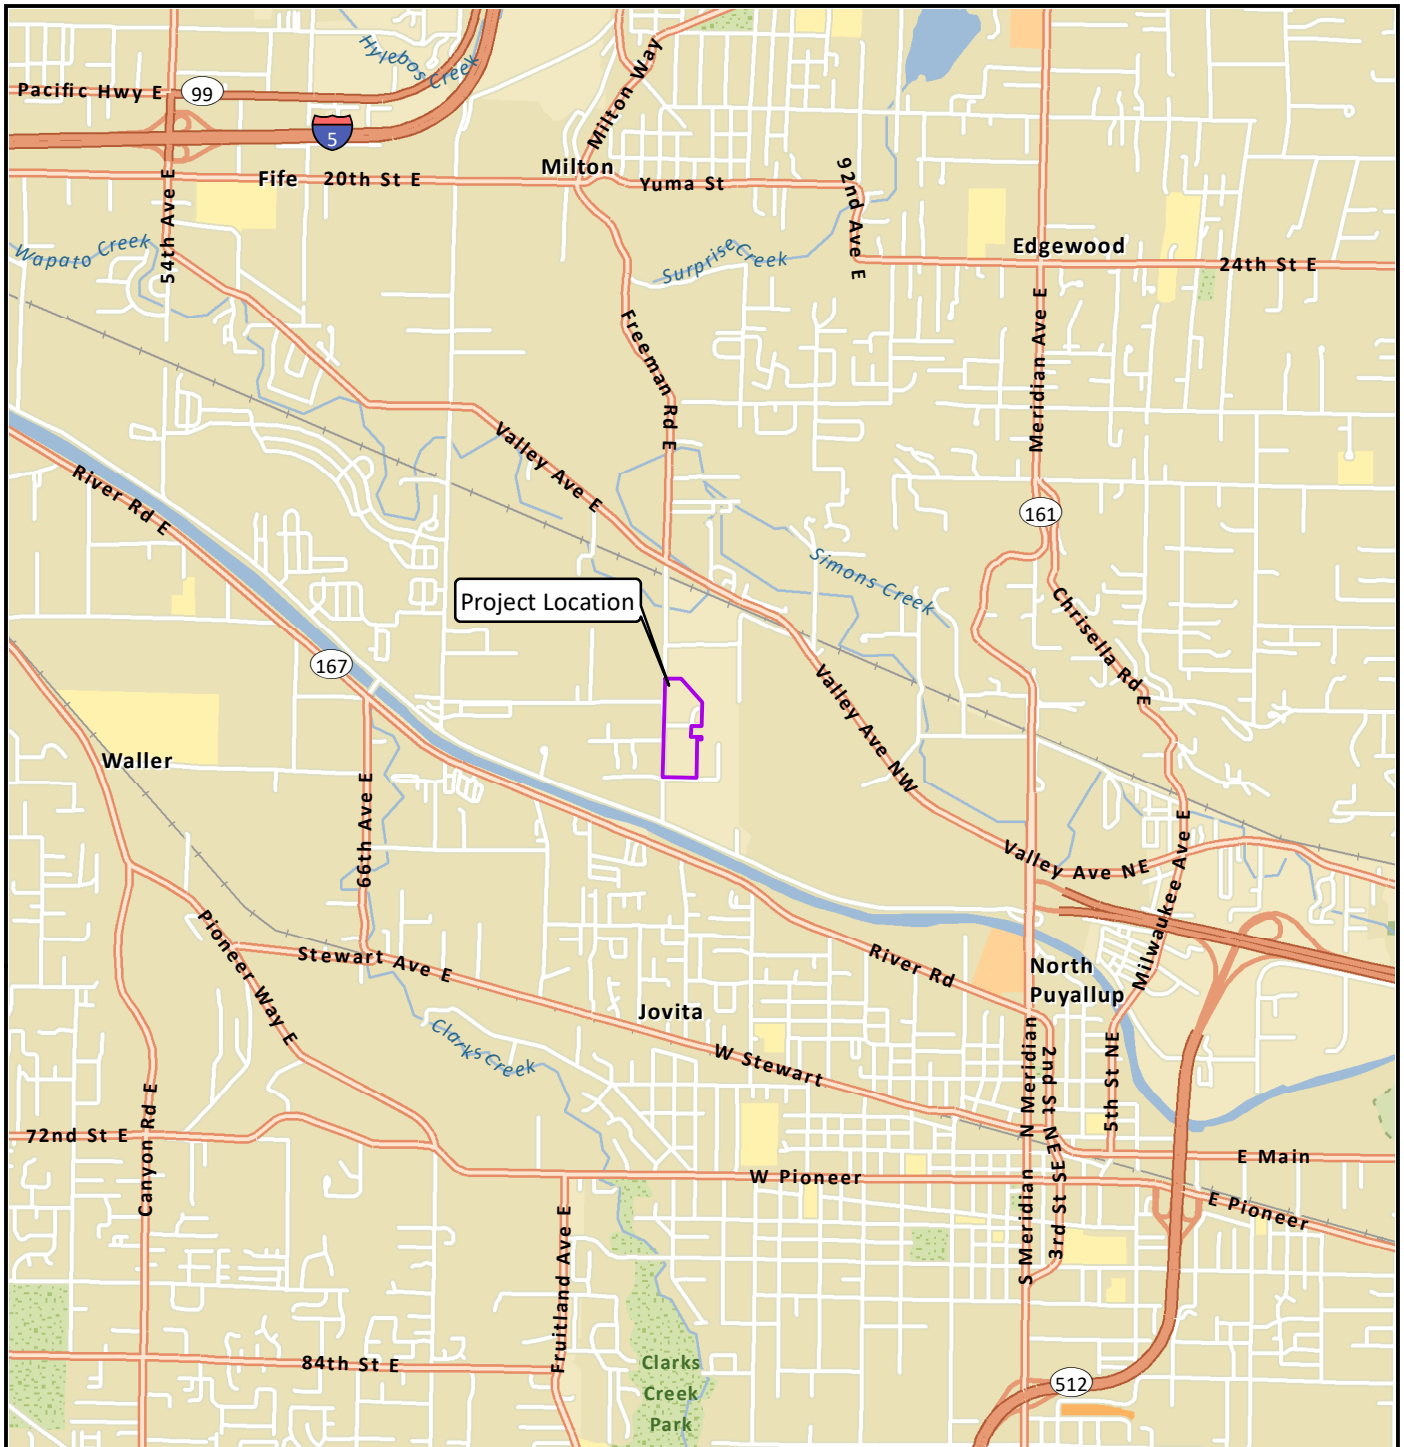 Hylebos Creek
Milton Way
Pacific Hwy E
99
5
Milton
Fife
20th St E
Yuma St
92nd Ave E
54th Ave E
Wapato Creek
Surprise Creek
Edgewood
24th St E
Freeman Rd E
Meridian Ave E
Valley Ave E
River Rd E
161
Simons Creek
Project Location
Chrisella Rd E
167
Valley Ave NW
Waller
66th Ave E
Valley Ave NE
Milwaukee Ave E
Pioneer Way E
Stewart Ave E
River Rd
North
Puyallup
Jovita
Clarks Creek
W Stewart
N Meridian
2nd St NE
5th St NE
72nd St E
Canyon Rd E
E Main
W Pioneer
E Pioneer
S Meridian
3rd St SE
Fruitland Ave E
84th St E
Clarks
Creek
Park
512